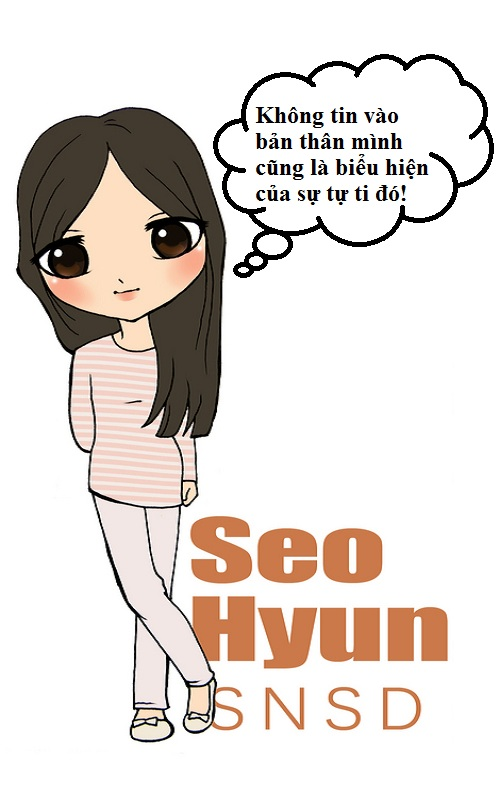 Không tin vào
bản thân mình
cũng là biểu hiện
của sự tự ti đó!
Seo
Hyun
SNSD